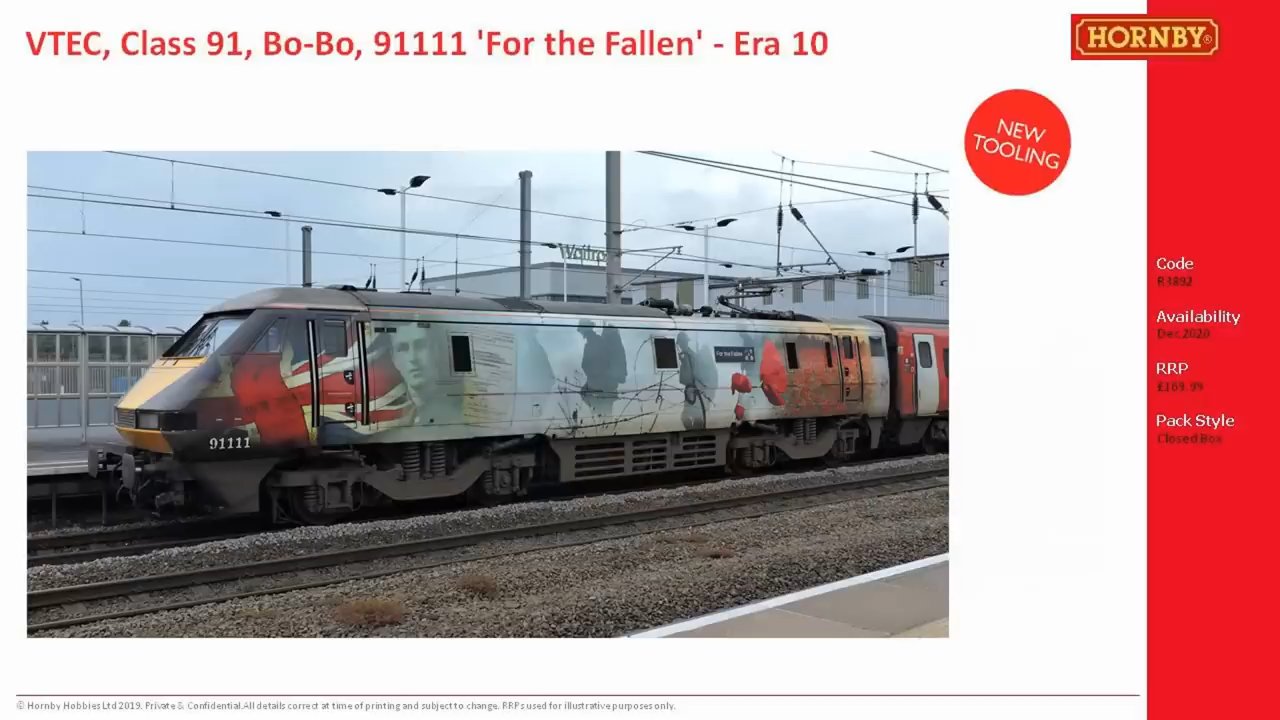 VTEC, Class 91, Bo-Bo, 91111 'For the Fallen' - Era 10
HORNBY®
NEW
TOOLING
Waitro
For the Fallen
91111
Code
R3892
Availability
Dec 2020
RRP
£169.99
Pack Style
Closed Box
© Hornby Hobbies Ltd 2019. Private & Confidential.All details correct at time of printing and subject to change. RRPs used for illustrative purposes only.